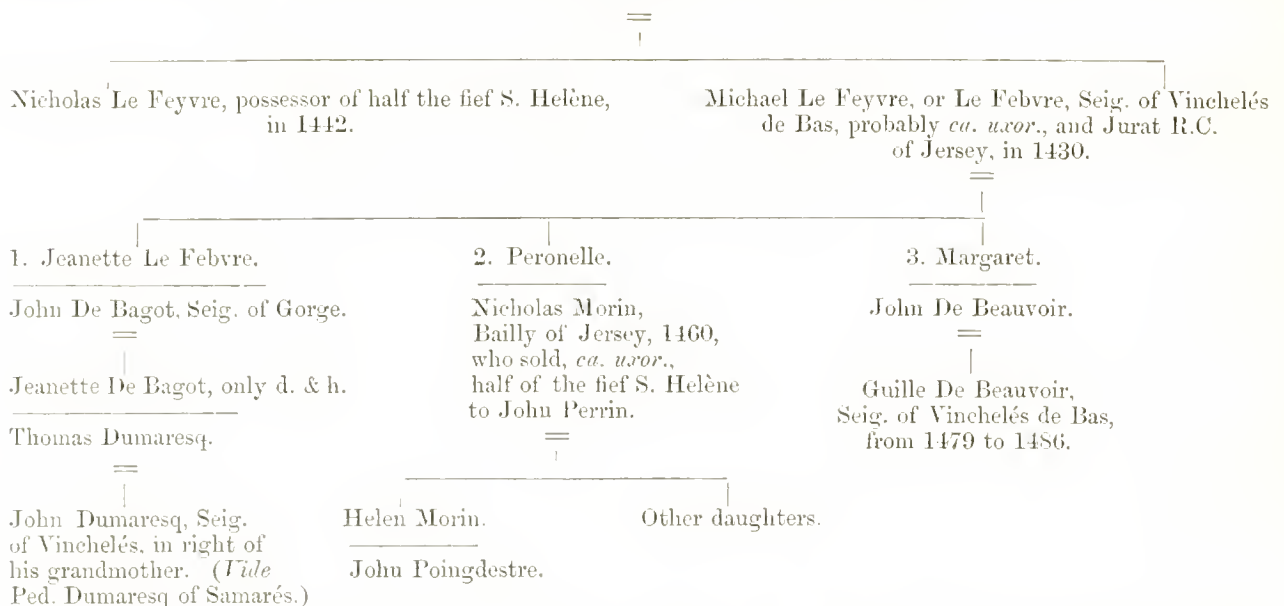 Nicholas Le Feyvre, possessor of half the fief S. Helène,
in 1442.
Michael Le Feyvre, or Le Febvre, Seig. of Vinchelés
de Bas, probably ca. uxor., and Jurat R.C.
of Jersey, in 1430.
1. Jeanette Le Febvre.
John De Bagot, Seig. of Gorge.
Jeanette De Bagot, only d. & h.
Thomas Dumaresq.
John Dumaresq, Seig.
of Vinchelés, in right of
his grandmother. (Vide
Ped. Dumaresq of Samarés.)
2. Peronelle.
Nicholas Morin,
Bailly of Jersey, 1460,
who sold, ca. uxor.,
half of the fief S. Helène
to John Perrin.
Helen Morin.
John Poingdestre.
Other daughters.
3. Margaret.
John De Beauvoir.
Guille De Beauvoir,
Seig. of Vinchelés de Bas,
from 1479 to 1486.